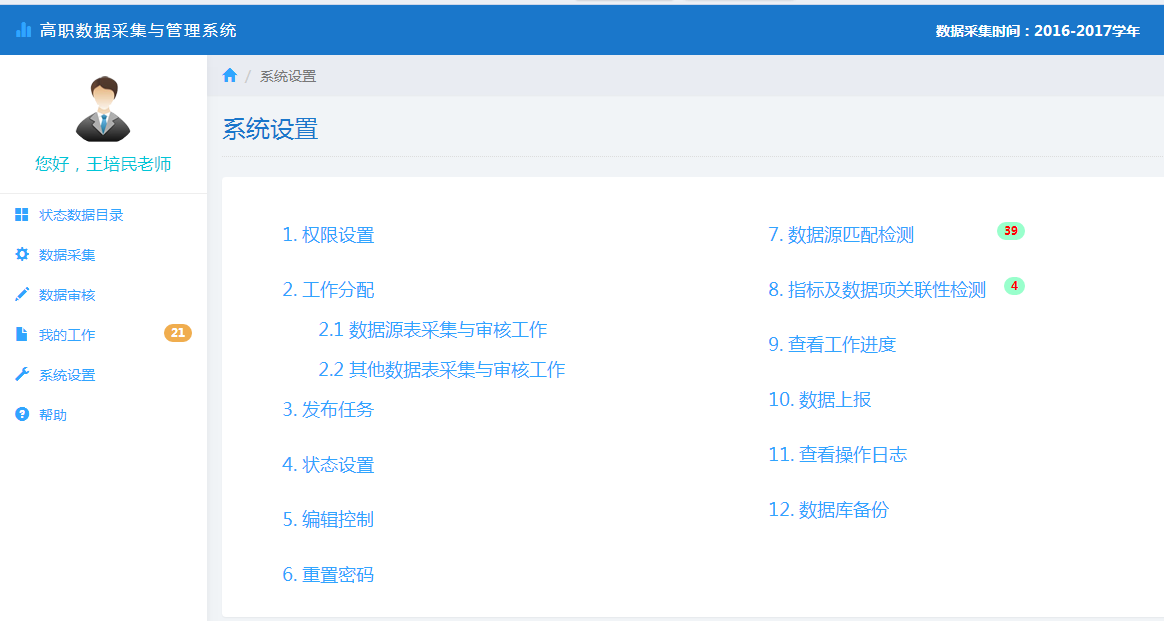 高职数据采集与管理系统
数据采集时间：2016-2017学年
您好，王培民老师
状态数据目录
数据采集
数据审核
我的工作 21
系统设置
帮助
/ 系统设置
系统设置
1. 权限设置
2. 工作分配
2.1 数据源表采集与审核工作
2.2 其他数据表采集与审核工作
3. 发布任务
4. 状态设置
5. 编辑控制
6. 重置密码
7. 数据源匹配检测 39
8. 指标及数据项关联性检测 4
9. 查看工作进度
10. 数据上报
11. 查看操作日志
12. 数据库备份